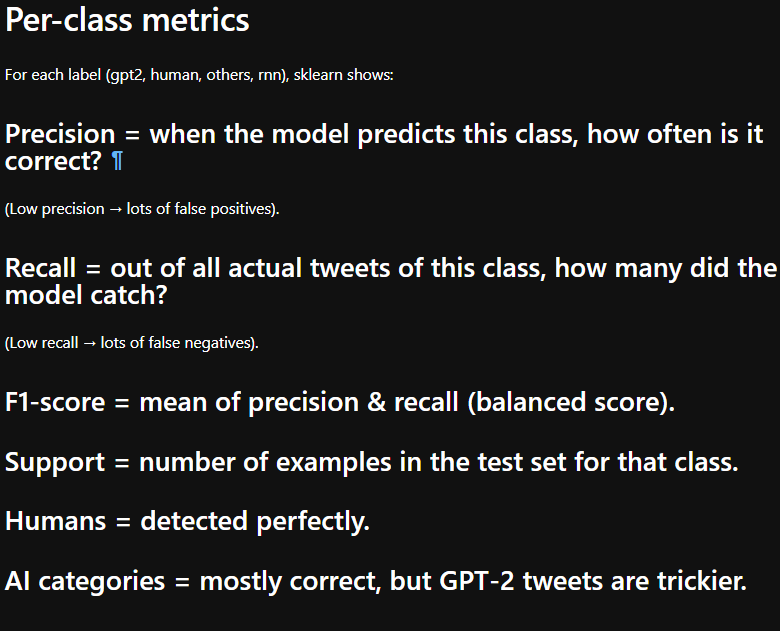 Per-class metrics
For each label (gpt2, human, others, rnn), sklearn shows:
Precision = when the model predicts this class, how often is it
correct? ¶
(Low precision → lots of false positives).
Recall = out of all actual tweets of this class, how many did the
model catch?
(Low recall → lots of false negatives).
F1-score = mean of precision & recall (balanced score).
Support = number of examples in the test set for that class.
Humans = detected perfectly.
AI categories = mostly correct, but GPT-2 tweets are trickier.